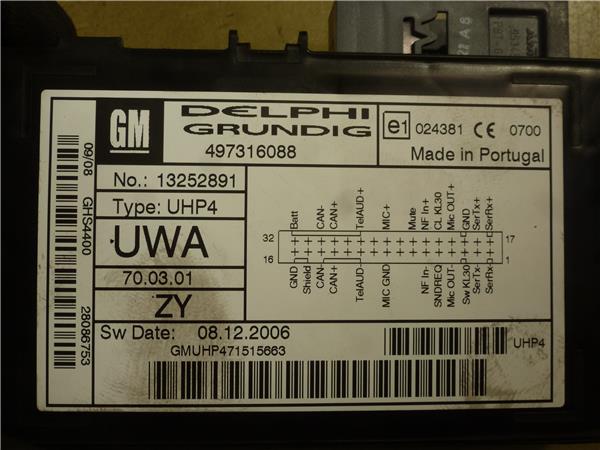 GM
DELPHI
GRUNDIG
497316088
e1 024381 CE 0700
Made in Portugal
No.: 13252891
Type: UHP4
UWA
70.03.01
ZY
Batt CAN- CAN+ TelAUD+ MIC+ Mute NF In+ CL KL30 Mic OUT+ GND SerTx+ SerRx+
32 17
16 1
GND Shield CAN- CAN+ TelAUD- MIC GND NF In- SNDREQ Mic OUT- Sw KL30 SerTx- SerRx-
Sw Date: 08.12.2006
GMUHP471515663
UHP4
09/08 GHS4400 28086753